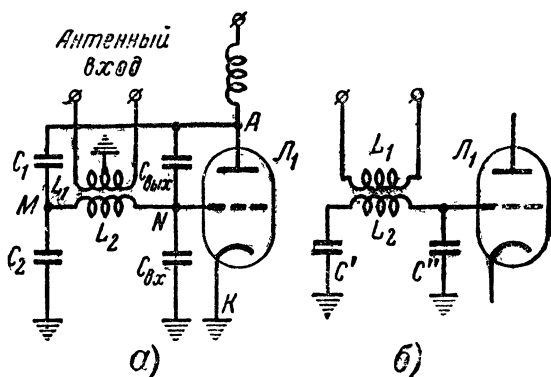 Антенный
вход
A
C₁
L₁
Cвых
Л₁
M
L₂
N
C₂
Cвх
K
а)
L₁
Л₁
L₂
C'
C"
б)